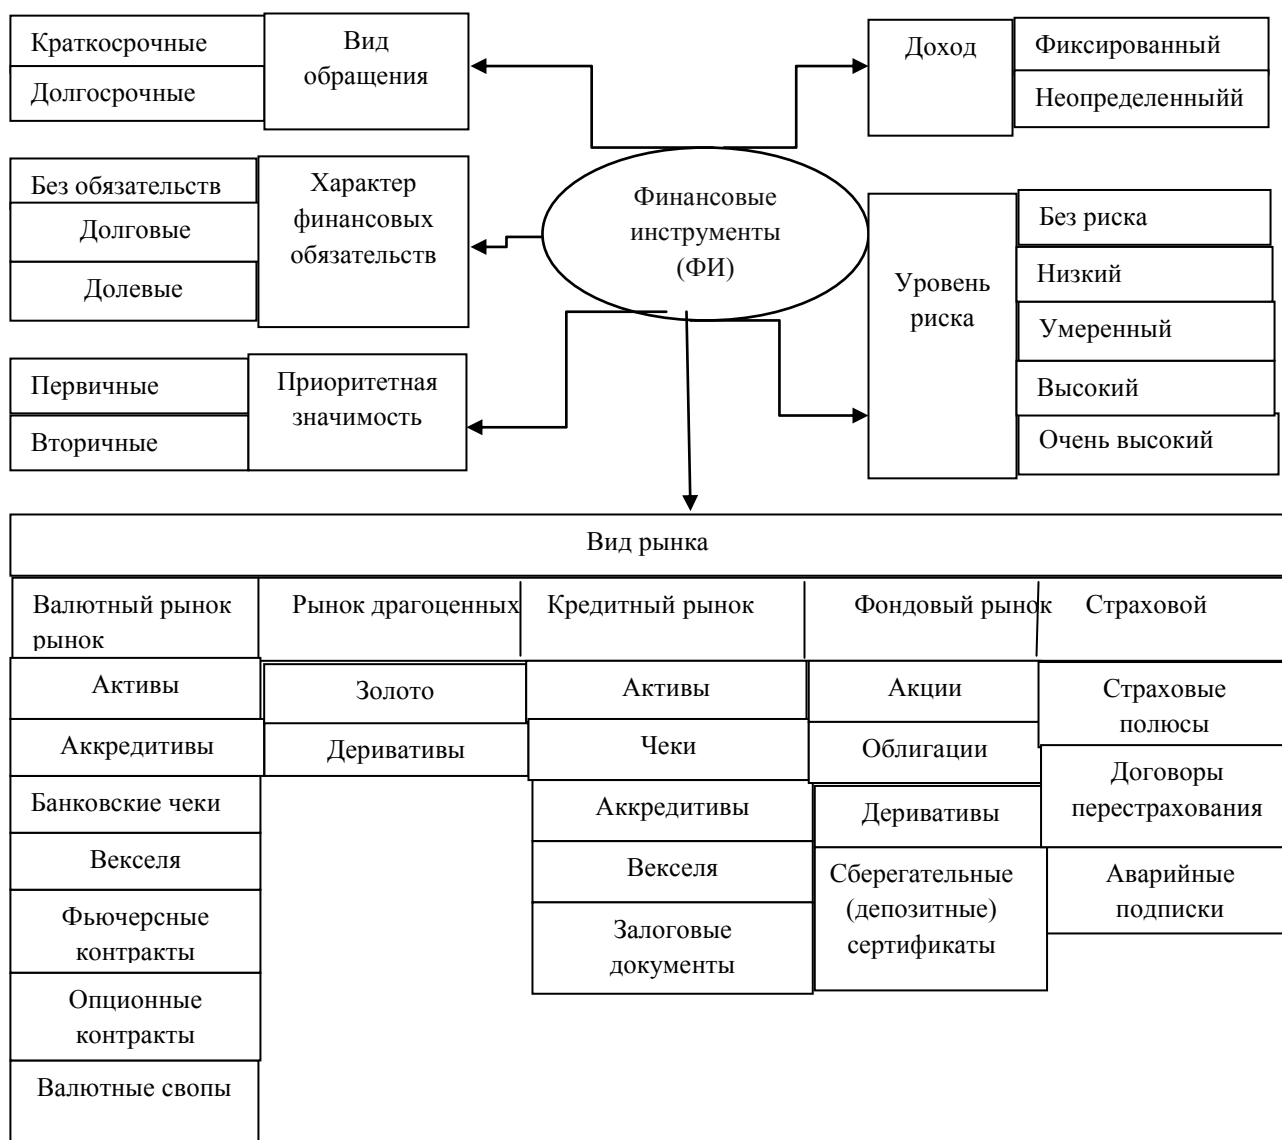 Краткосрочные
Долгосрочные
Вид
обращения
Доход
Фиксированный
Неопределенныйй
Без обязательств
Долговые
Долевые
Характер
финансовых
обязательств
Финансовые
инструменты
(ФИ)
Уровень
риска
Без риска
Низкий
Умеренный
Высокий
Очень высокий
Первичные
Вторичные
Приоритетная
значимость
Вид рынка
Валютный рынок Рынок драгоценных Кредитный рынок Фондовый рынок Страховой
рынок
Активы
Аккредитивы
Банковские чеки
Векселя
Фьючерсные
контракты
Опционные
контракты
Валютные свопы
Золото
Деривативы
Активы
Чеки
Аккредитивы
Векселя
Залоговые
документы
Акции
Облигации
Деривативы
Сберегательные
(депозитные)
сертификаты
Страховые
полюсы
Договоры
перестрахования
Аварийные
подписки